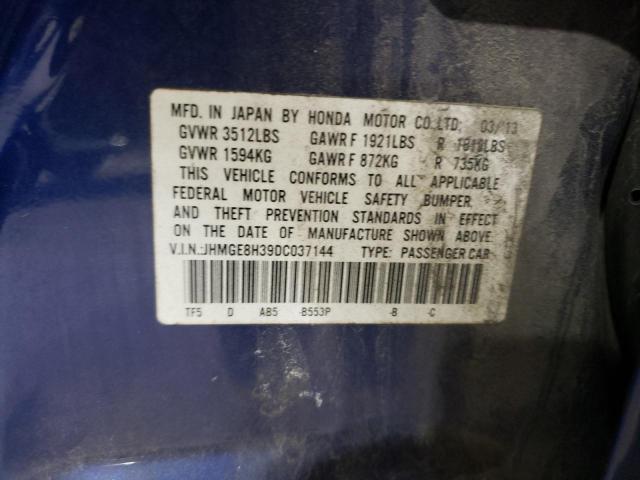 MFD. IN JAPAN BY HONDA MOTOR CO.,LTD. 03/13
GVWR 3512LBS GAWR F 1921LBS R LBS
GVWR 1594KG GAWR F 872KG R 735KG
THIS VEHICLE CONFORMS TO ALL APPLICABLE
FEDERAL MOTOR VEHICLE SAFETY BUMPER,
AND THEFT PREVENTION STANDARDS IN EFFECT
ON THE DATE OF MANUFACTURE SHOWN ABOVE.
V.I.N.:JHMGE8H39DC037144 TYPE: PASSENGER CAR
TF5 D AB5 -B553P -B -C